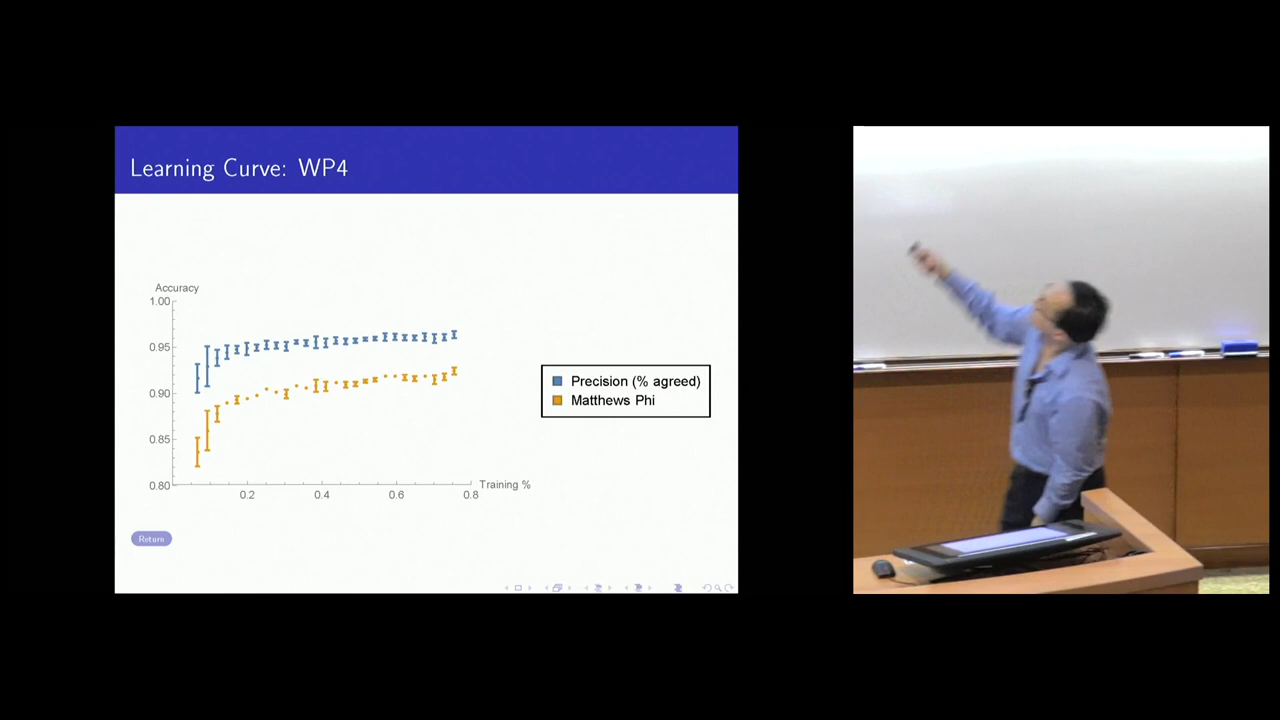 Learning Curve: WP4
Accuracy
1.00
0.95
0.90
0.85
0.80
0.2
0.4
0.6
0.8
Training %
Precision (% agreed)
Matthews Phi
Return